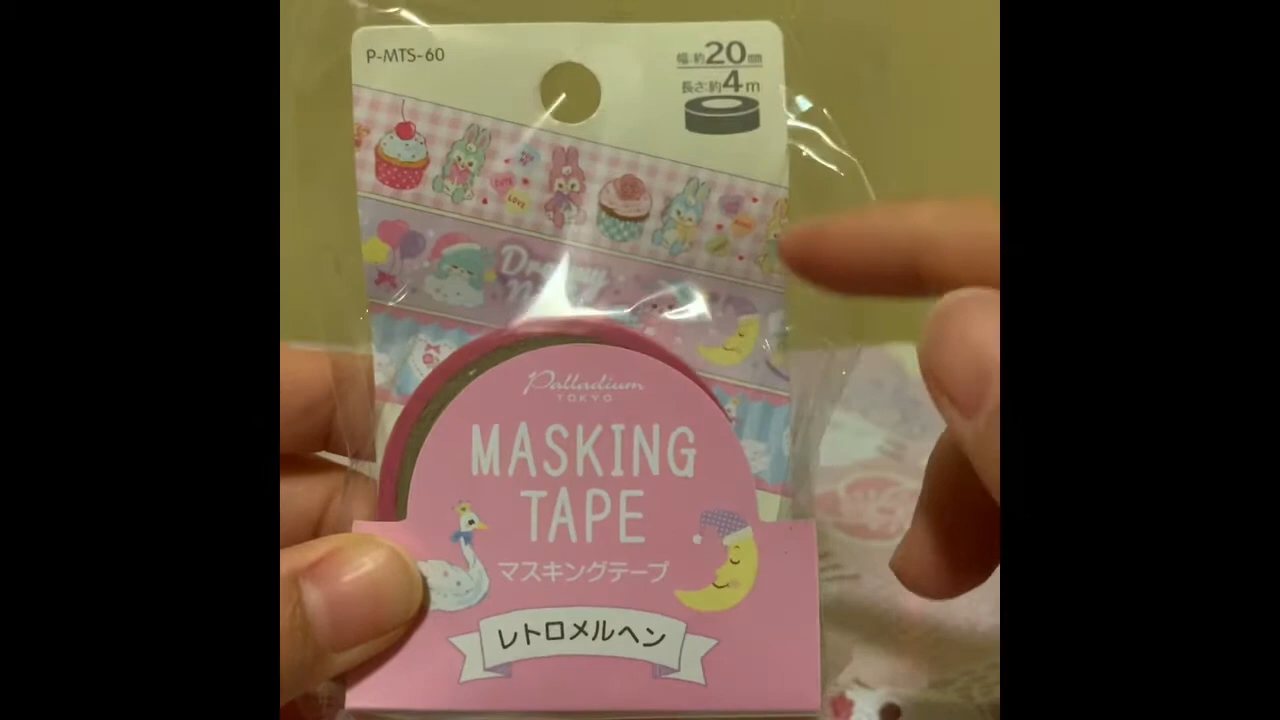 P-MTS-60
幅:約20mm
長さ:約4m
LOVE
Dreamy
Palladium
TOKYO
MASKING
TAPE
マスキングテープ
レトロメルヘン